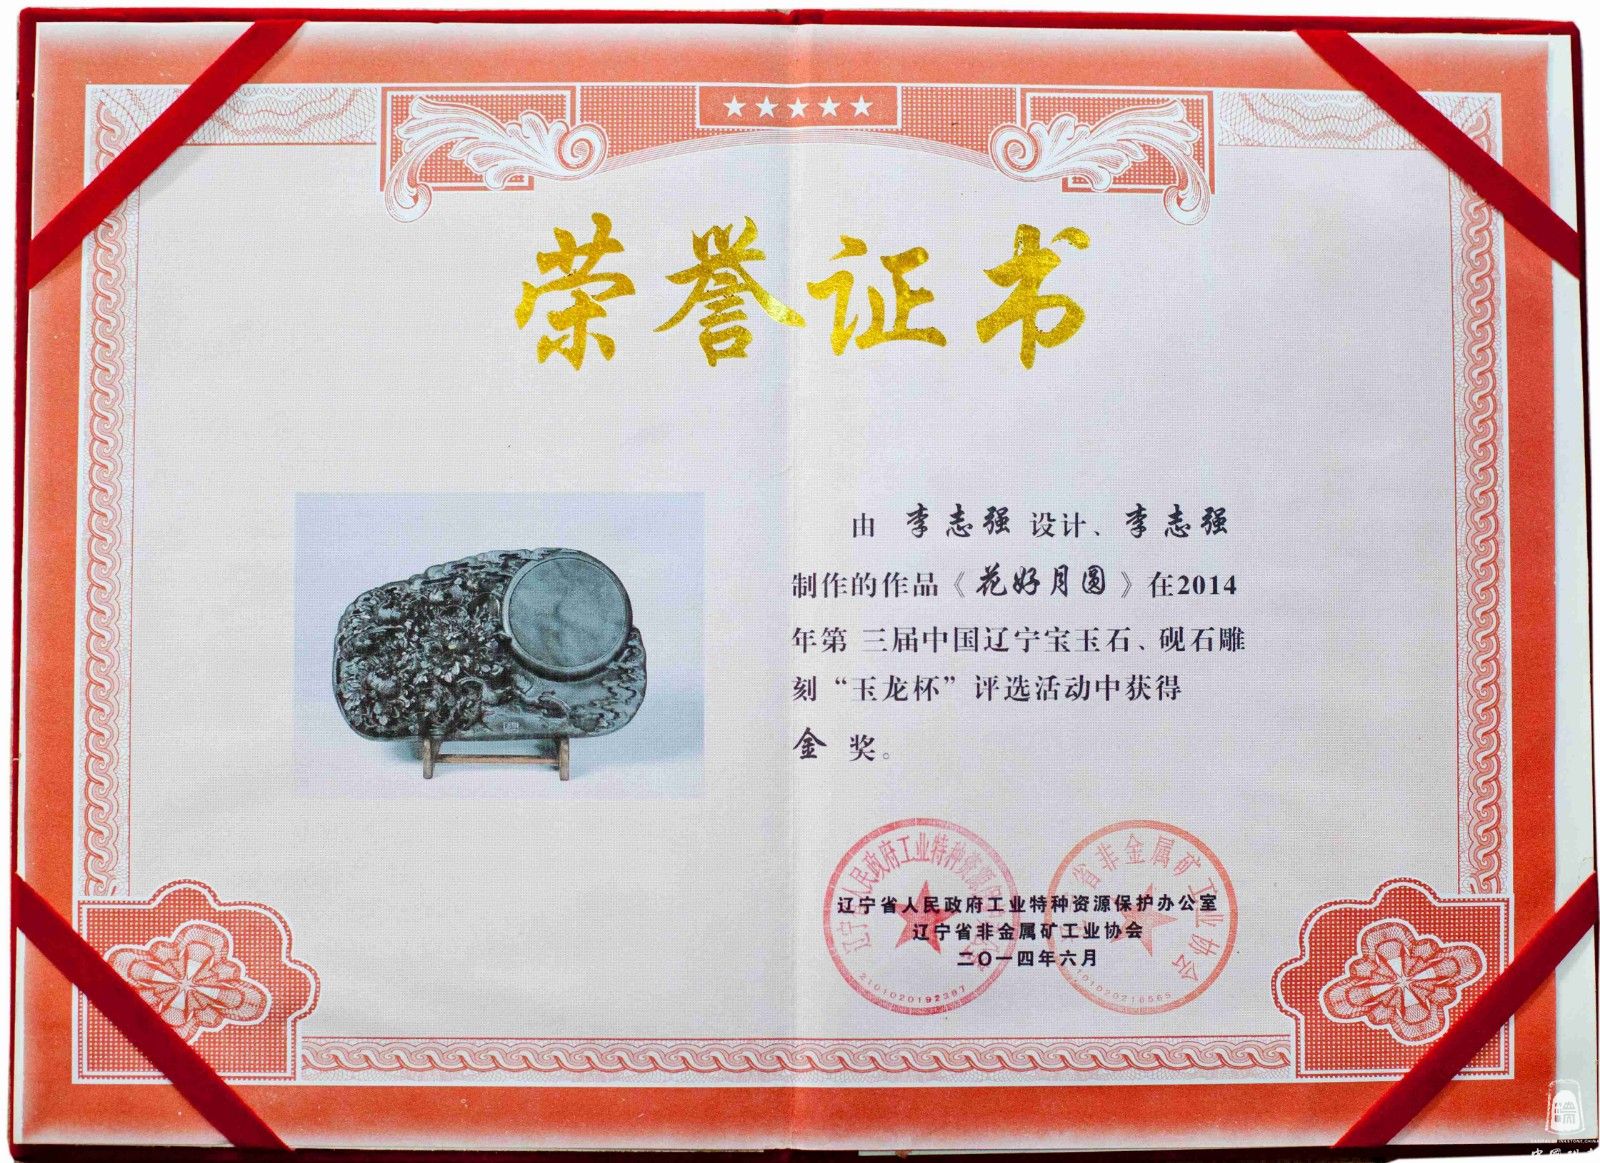 荣誉证书
由 李志强 设计、李志强
制作的作品《花好月圆》在2014
年第 三届中国辽宁宝玉石、砚石雕
刻“玉龙杯”评选活动中获得
金 奖。
辽宁省人民政府工业特种资源保护办公室
辽宁省非金属矿工业协会
二〇一四年六月
2101020192387